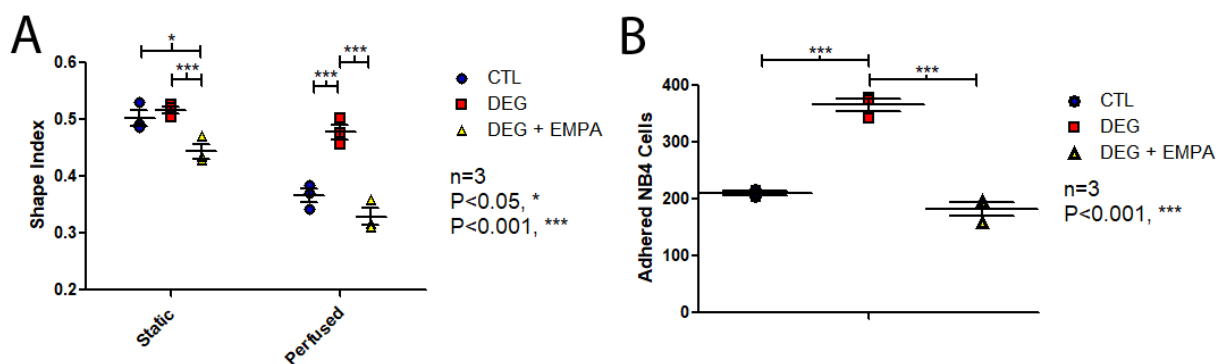 A
*
***
***
***
0.6
0.5
0.4
0.3
0.2
Shape Index
Static
Perfused
CTL
DEG
DEG + EMPA
n=3
P<0.05, *
P<0.001, ***
B
***
***
400
300
200
100
0
Adhered NB4 Cells
CTL
DEG
DEG + EMPA
n=3
P<0.001, ***